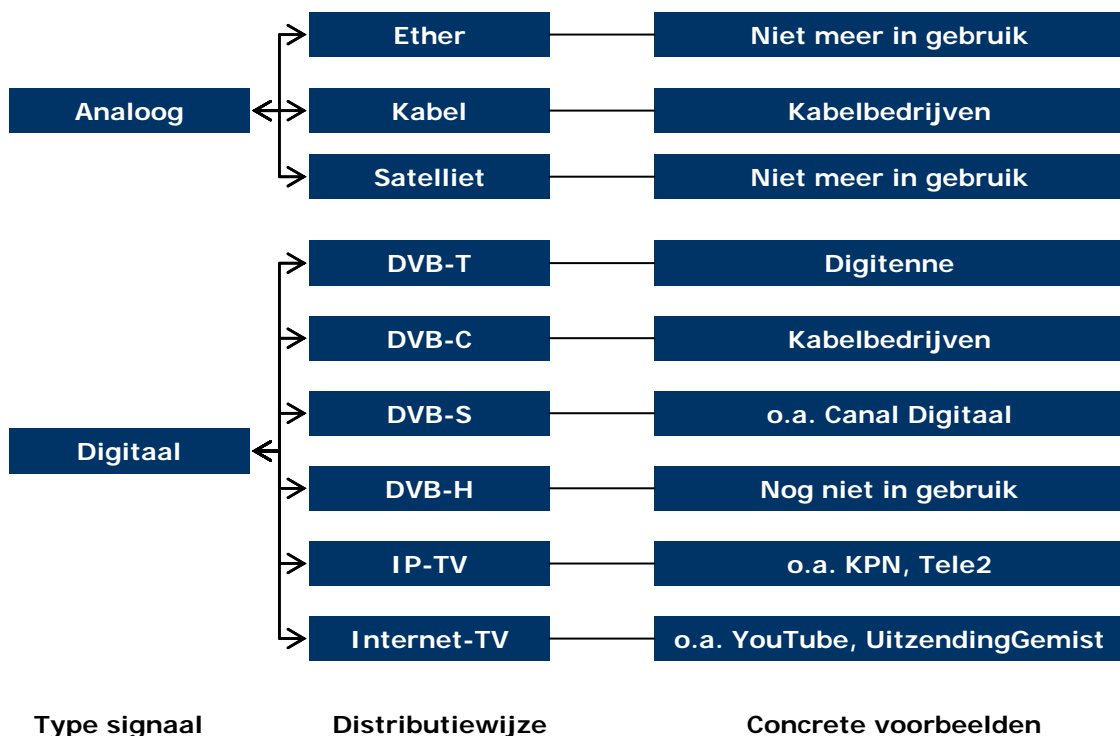 Ether
Niet meer in gebruik
Analoog
Kabel
Kabelbedrijven
Satelliet
Niet meer in gebruik
DVB-T
Digitenne
DVB-C
Kabelbedrijven
DVB-S
o.a. Canal Digitaal
Digitaal
DVB-H
Nog niet in gebruik
IP-TV
o.a. KPN, Tele2
Internet-TV
o.a. YouTube, UitzendingGemist
Type signaal
Distributiewijze
Concrete voorbeelden